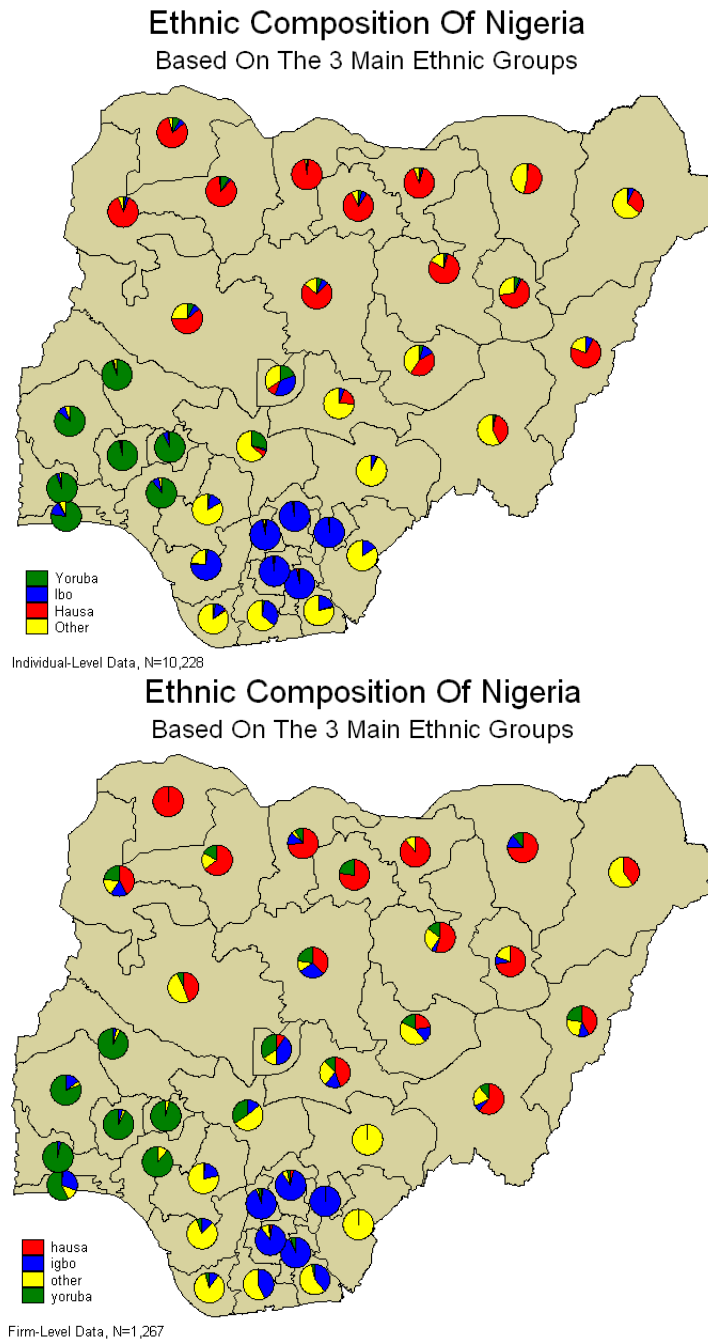 Ethnic Composition Of Nigeria
Based On The 3 Main Ethnic Groups
Yoruba
Ibo
Hausa
Other
Individual-Level Data, N=10,228
Ethnic Composition Of Nigeria
Based On The 3 Main Ethnic Groups
hausa
igbo
other
yoruba
Firm-Level Data, N=1,267